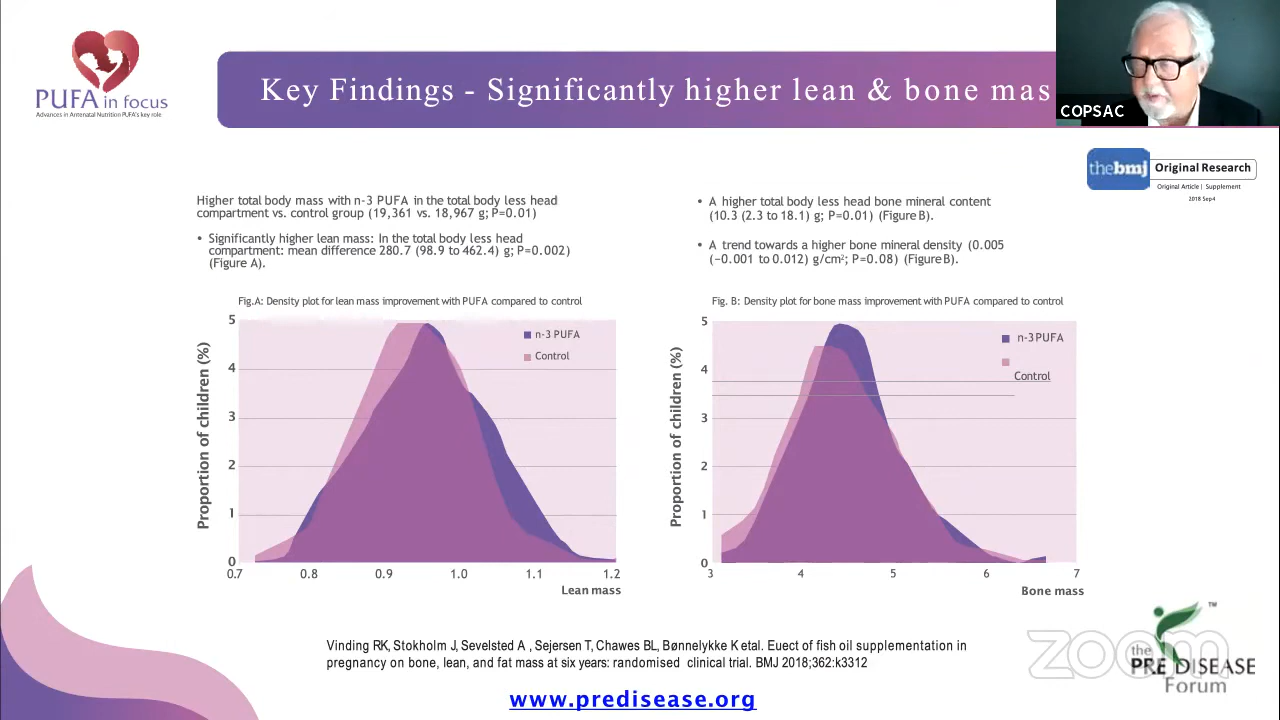 PUFA in focus
Advances in Antenatal Nutrition PUFA's key role
Key Findings - Significantly higher lean & bone mas
COPSAC
thebmj Original Research
Original Article | Supplement
2018 Sep4
Higher total body mass with n-3 PUFA in the total body less head
compartment vs. control group (19,361 vs. 18,967 g; P=0.01)
• Significantly higher lean mass: In the total body less head
compartment: mean difference 280.7 (98.9 to 462.4) g; P=0.002)
(Figure A).
• A higher total body less head bone mineral content
(10.3 (2.3 to 18.1) g; P=0.01) (Figure B).
• A trend towards a higher bone mineral density (0.005
(−0.001 to 0.012) g/cm²; P=0.08) (Figure B).
Fig.A: Density plot for lean mass improvement with PUFA compared to control
Proportion of children (%)
5
4
3
2
1
0
n-3 PUFA
Control
0.7 0.8 0.9 1.0 1.1 1.2
Lean mass
Fig. B: Density plot for bone mass improvement with PUFA compared to control
Proportion of children (%)
5
4
3
2
1
0
n-3 PUFA
Control
3 4 5 6 7
Bone mass
Vinding RK, Stokholm J, Sevelsted A , Sejersen T, Chawes BL, Bønnelykke K etal. Euect of fish oil supplementation in
pregnancy on bone, lean, and fat mass at six years: randomised clinical trial. BMJ 2018;362:k3312
www.predisease.org
zoom
TM
the
PRE DISEASE
Forum